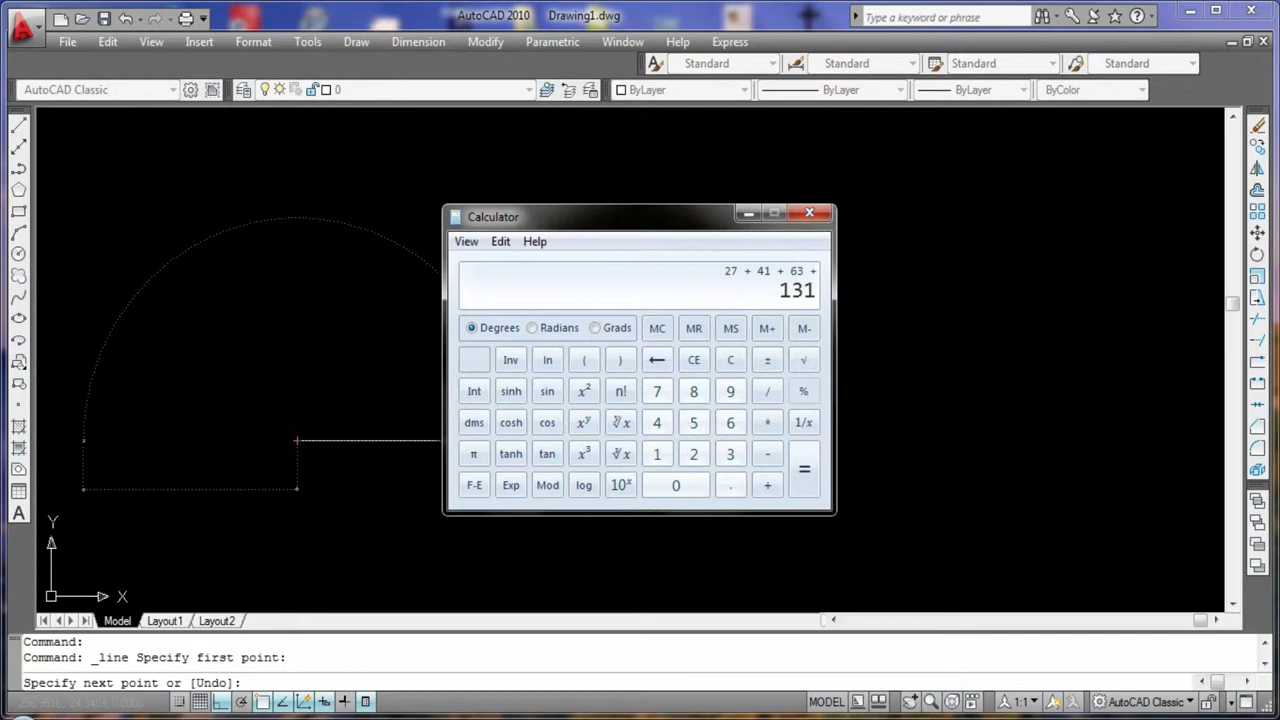 AutoCAD 2010 Drawing1.dwg
Type a keyword or phrase
File Edit View Insert Format Tools Draw Dimension Modify Parametric Window Help Express
Standard Standard Standard Standard
AutoCAD Classic 0 ByLayer ByLayer ByLayer ByColor
Calculator
View Edit Help
27 + 41 + 63 +
131
Degrees Radians Grads MC MR MS M+ M-
Inv ln ( ) ← CE C ± √
Int sinh sin x² n! 7 8 9 / %
dms cosh cos xʸ ʸ√x 4 5 6 * 1/x
π tanh tan x³ ³√x 1 2 3 - =
F-E Exp Mod log 10ˣ 0 . +
A
Y
X
Model Layout1 Layout2
Command:
Command: _line Specify first point:
Specify next point or [Undo]:
MODEL 1:1 AutoCAD Classic